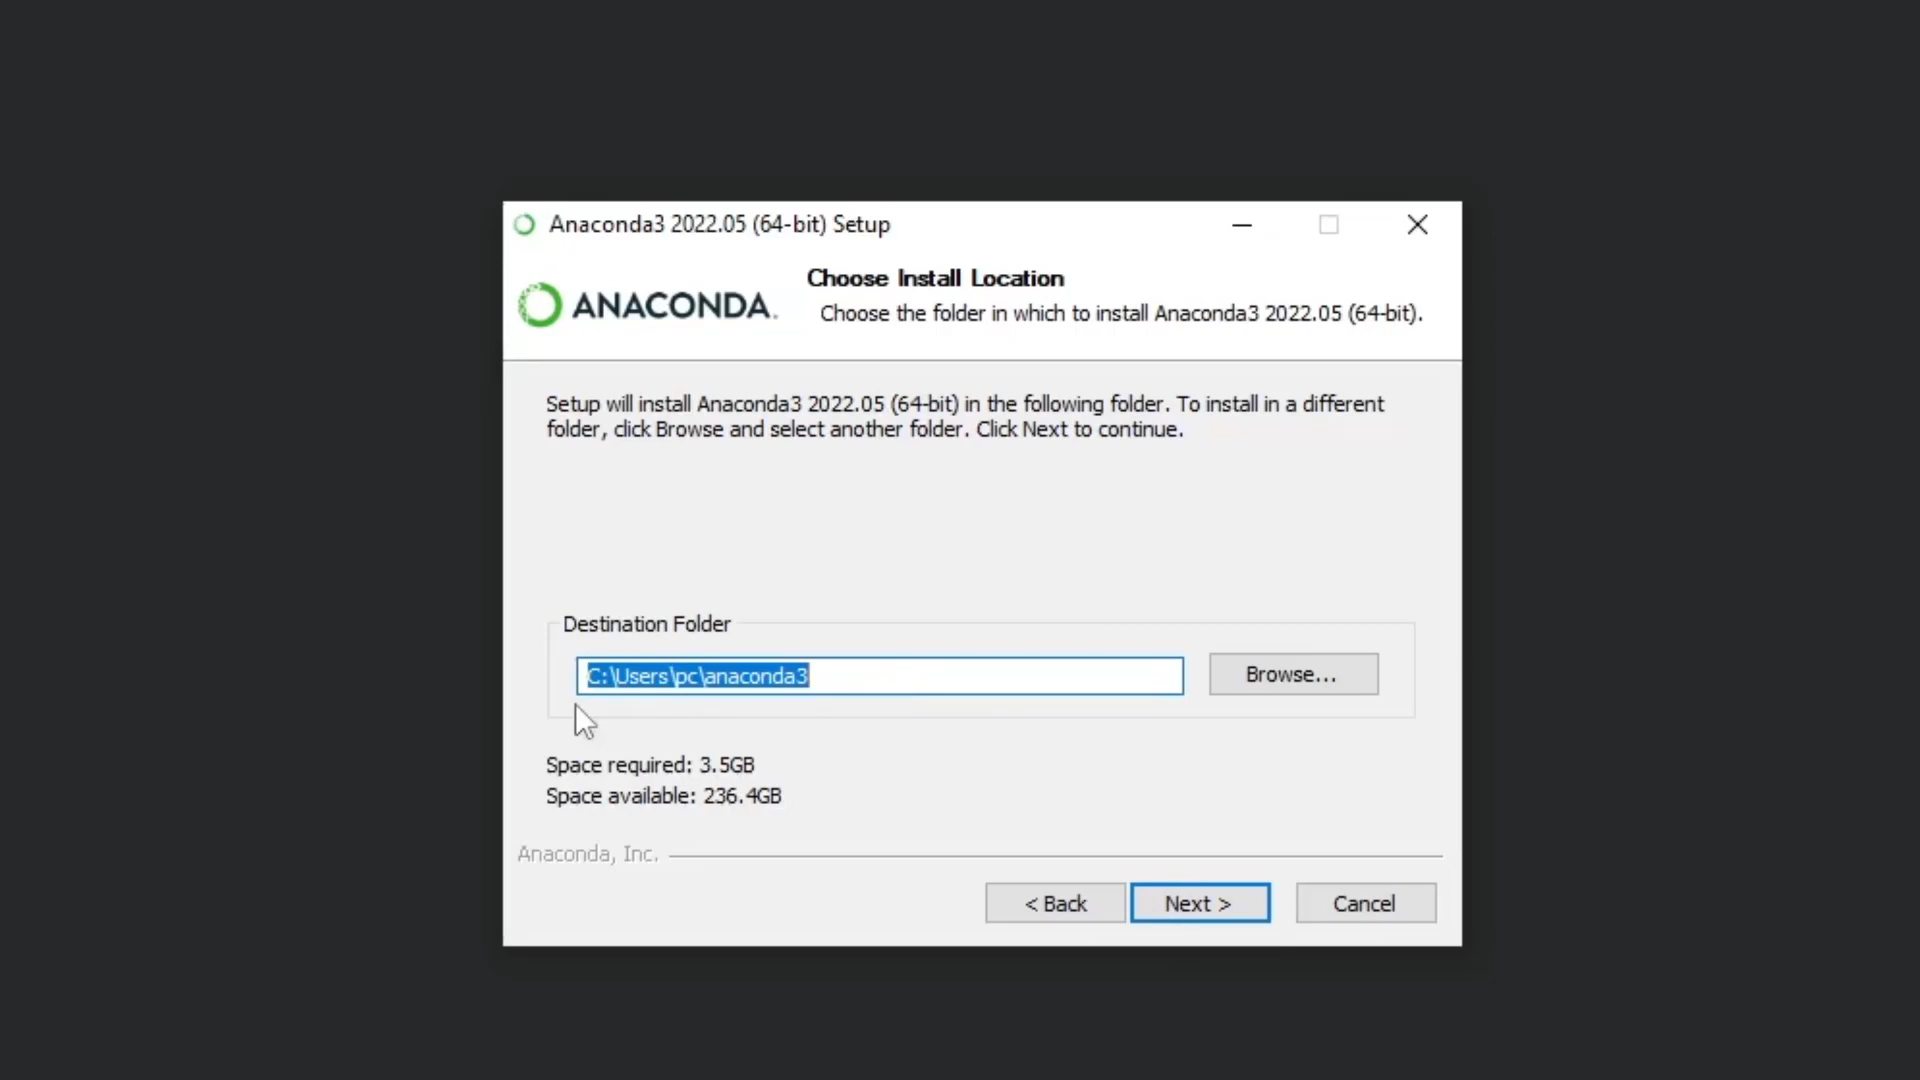 Anaconda3 2022.05 (64-bit) Setup
ANACONDA.
Choose Install Location
Choose the folder in which to install Anaconda3 2022.05 (64-bit).
Setup will install Anaconda3 2022.05 (64-bit) in the following folder. To install in a different
folder, click Browse and select another folder. Click Next to continue.
Destination Folder
C:\Users\pc\anaconda3
Browse...
Space required: 3.5GB
Space available: 236.4GB
Anaconda, Inc.
< Back
Next >
Cancel